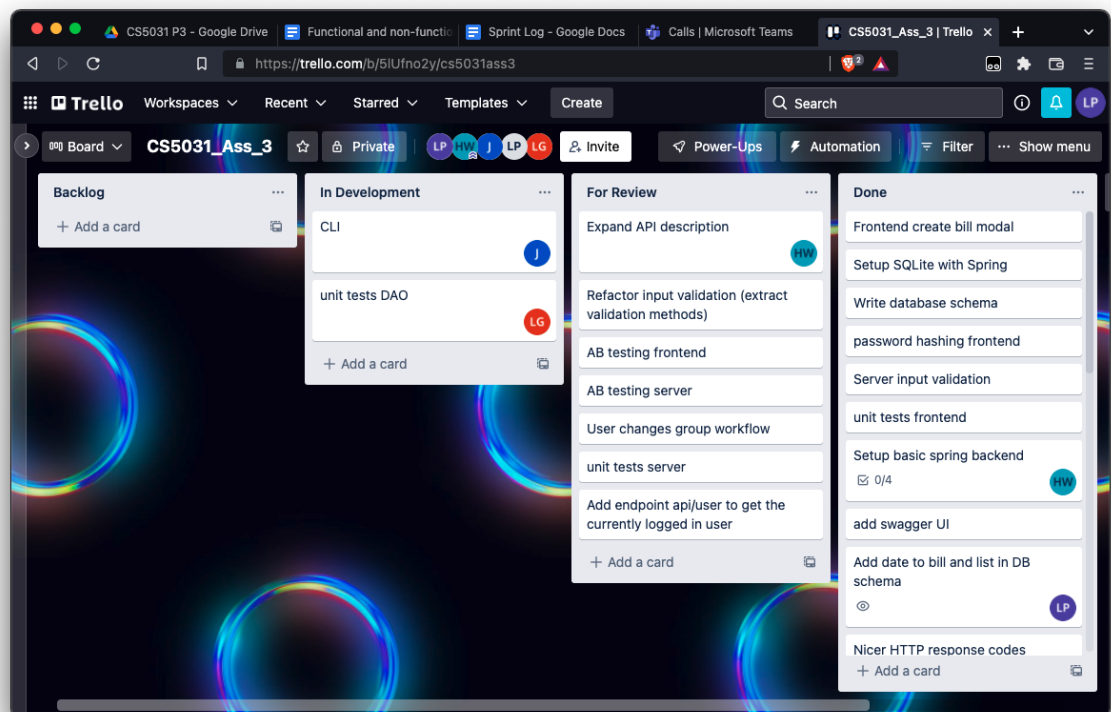 CS5031 P3 - Google Drive
Functional and non-functio
Sprint Log - Google Docs
Calls | Microsoft Teams
CS5031_Ass_3 | Trello
https://trello.com/b/5lUfno2y/cs5031ass3
2
Trello
Workspaces
Recent
Starred
Templates
Create
Search
LP
Board
CS5031_Ass_3
Private
LP
HW
J
LP
LG
Invite
Power-Ups
Automation
Filter
Show menu
Backlog
+ Add a card
In Development
CLI
J
unit tests DAO
LG
+ Add a card
For Review
Expand API description
HW
Refactor input validation (extract
validation methods)
AB testing frontend
AB testing server
User changes group workflow
unit tests server
Add endpoint api/user to get the
currently logged in user
+ Add a card
Done
Frontend create bill modal
Setup SQLite with Spring
Write database schema
password hashing frontend
Server input validation
unit tests frontend
Setup basic spring backend
0/4
HW
add swagger UI
Add date to bill and list in DB
schema
LP
Nicer HTTP response codes
+ Add a card